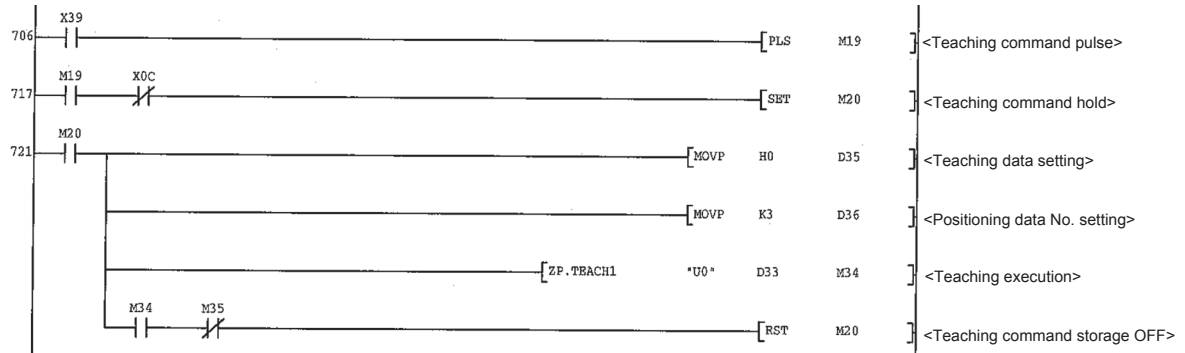 X39
706 PLS M19 <Teaching command pulse>
M19 X0C
717 SET M20 <Teaching command hold>
M20
721 MOVP H0 D35 <Teaching data setting>
MOVP K3 D36 <Positioning data No. setting>
ZP.TEACH1 "U0" D33 M34 <Teaching execution>
M34 M35
RST M20 <Teaching command storage OFF>